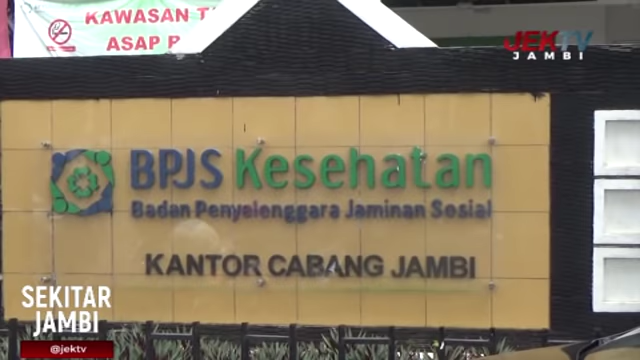 KAWASAN
ASAP
JEKTV
JAMBI
BPJS Kesehatan
Badan Penyelenggara Jaminan Sosial
KANTOR CABANG JAMBI
SEKITAR
JAMBI
@jektv